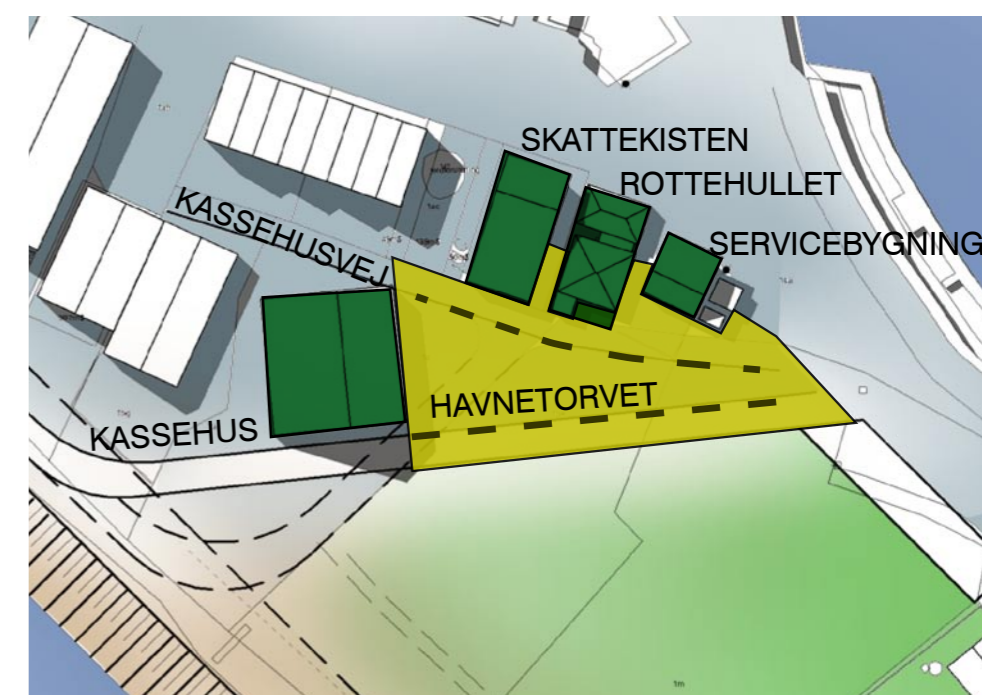 SKATTEKISTEN
ROTTEHULLET
KASSEHUSVEJ
SERVICEBYGNING
HAVNETORVET
KASSEHUS